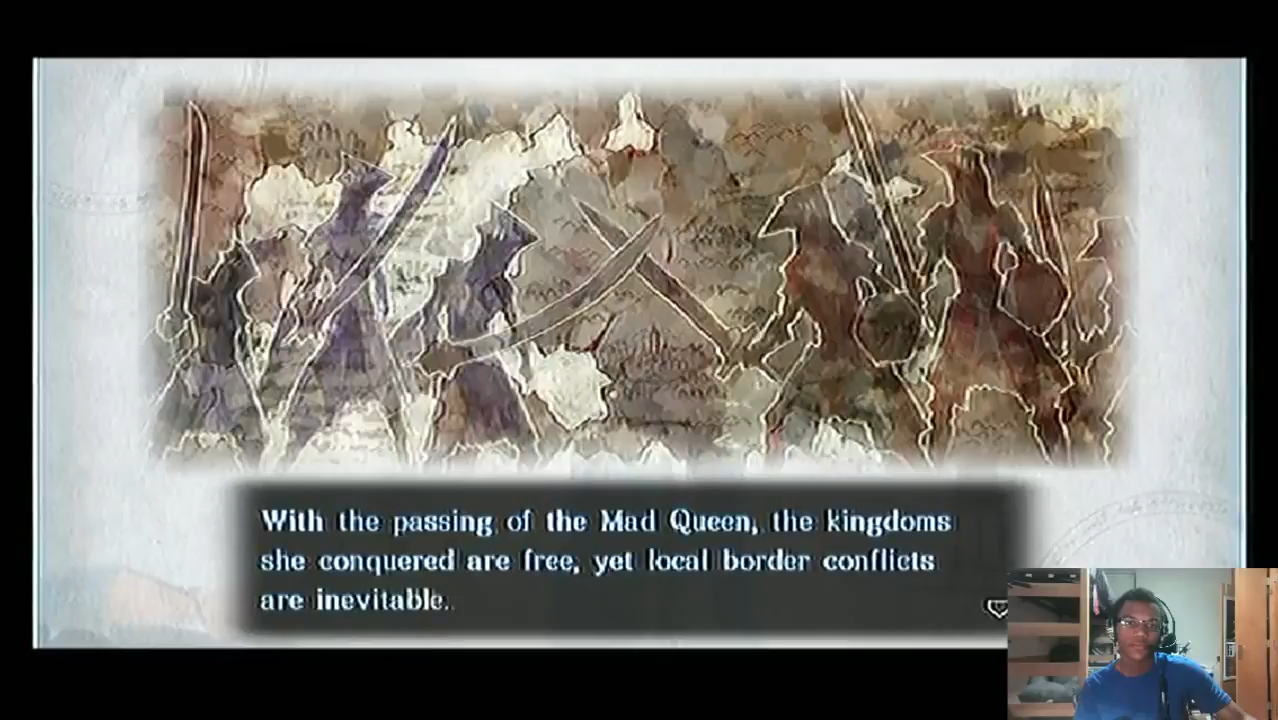 With the passing of the Mad Queen, the kingdoms
she conquered are free, yet local border conflicts
are inevitable.